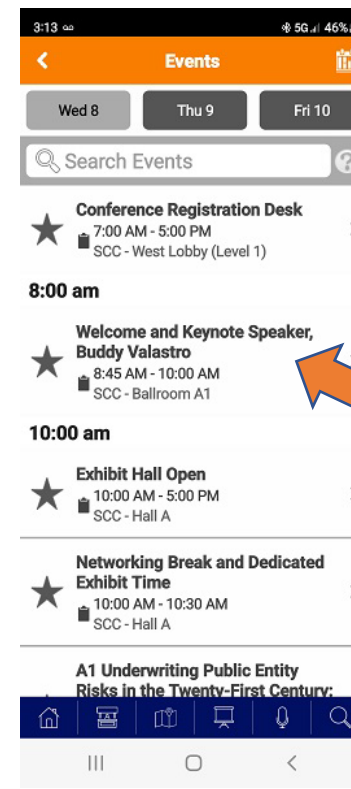 3:13
5G 46%
Events
Wed 8
Thu 9
Fri 10
Search Events
Conference Registration Desk
7:00 AM - 5:00 PM
SCC - West Lobby (Level 1)
8:00 am
Welcome and Keynote Speaker,
Buddy Valastro
8:45 AM - 10:00 AM
SCC - Ballroom A1
10:00 am
Exhibit Hall Open
10:00 AM - 5:00 PM
SCC - Hall A
Networking Break and Dedicated
Exhibit Time
10:00 AM - 10:30 AM
SCC - Hall A
A1 Underwriting Public Entity
Risks in the Twenty-First Century: